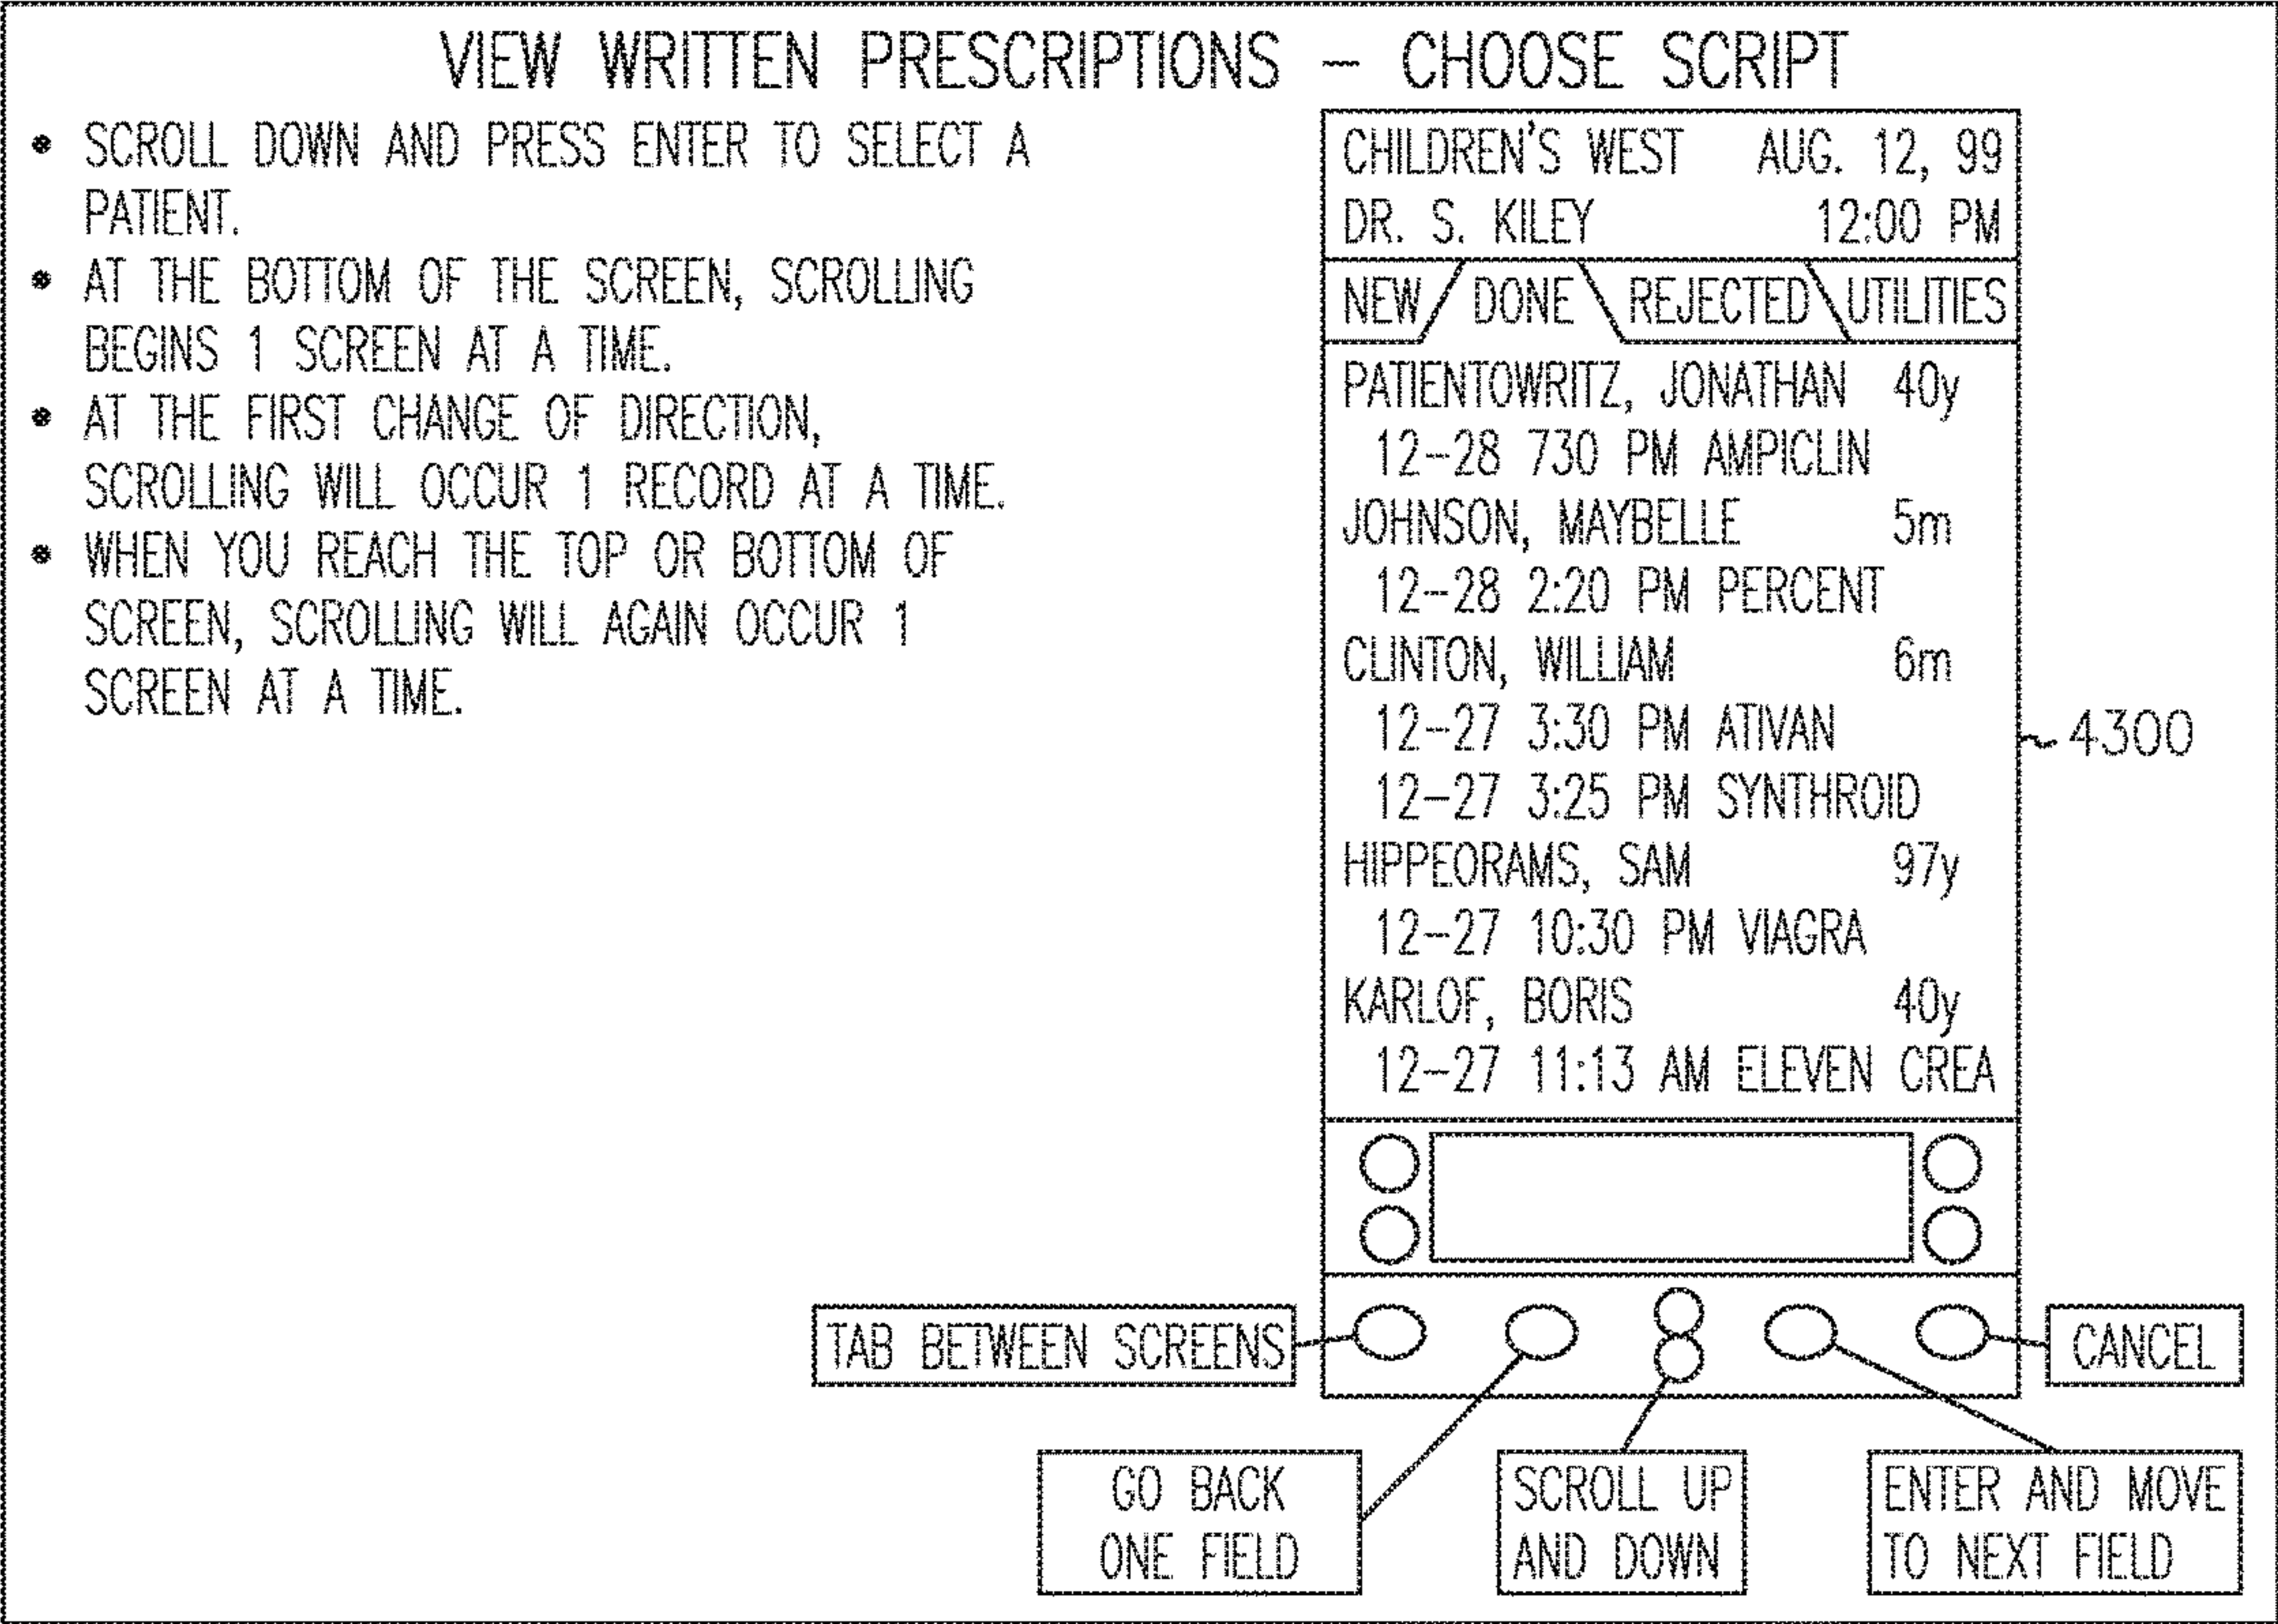 VIEW WRITTEN PRESCRIPTIONS – CHOOSE SCRIPT
• SCROLL DOWN AND PRESS ENTER TO SELECT A
PATIENT.
• AT THE BOTTOM OF THE SCREEN, SCROLLING
BEGINS 1 SCREEN AT A TIME.
• AT THE FIRST CHANGE OF DIRECTION,
SCROLLING WILL OCCUR 1 RECORD AT A TIME.
• WHEN YOU REACH THE TOP OR BOTTOM OF
SCREEN, SCROLLING WILL AGAIN OCCUR 1
SCREEN AT A TIME.
CHILDREN'S WEST AUG. 12, 99
DR. S. KILEY 12:00 PM
NEW DONE REJECTED UTILITIES
PATIENTOWRITZ, JONATHAN 40y
12–28 730 PM AMPICLIN
JOHNSON, MAYBELLE 5m
12–28 2:20 PM PERCENT
CLINTON, WILLIAM 6m
12–27 3:30 PM ATIVAN
12–27 3:25 PM SYNTHROID
HIPPEORAMS, SAM 97y
12–27 10:30 PM VIAGRA
KARLOF, BORIS 40y
12–27 11:13 AM ELEVEN CREA
4300
TAB BETWEEN SCREENS
CANCEL
GO BACK
ONE FIELD
SCROLL UP
AND DOWN
ENTER AND MOVE
TO NEXT FIELD